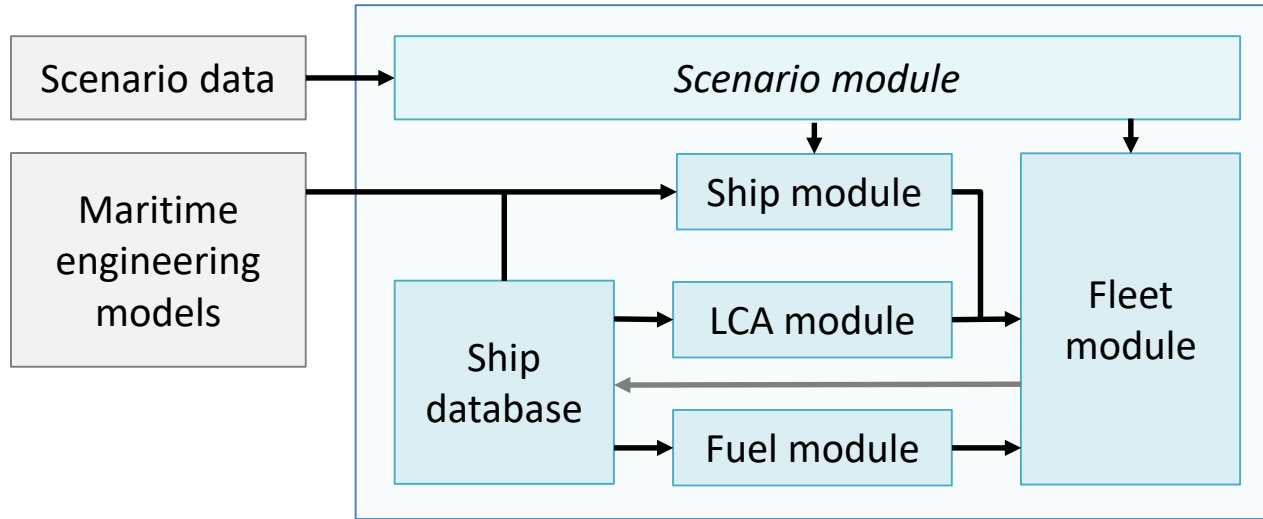 Scenario data
Scenario module
Maritime
engineering
models
Ship module
Ship
database
LCA module
Fuel module
Fleet
module